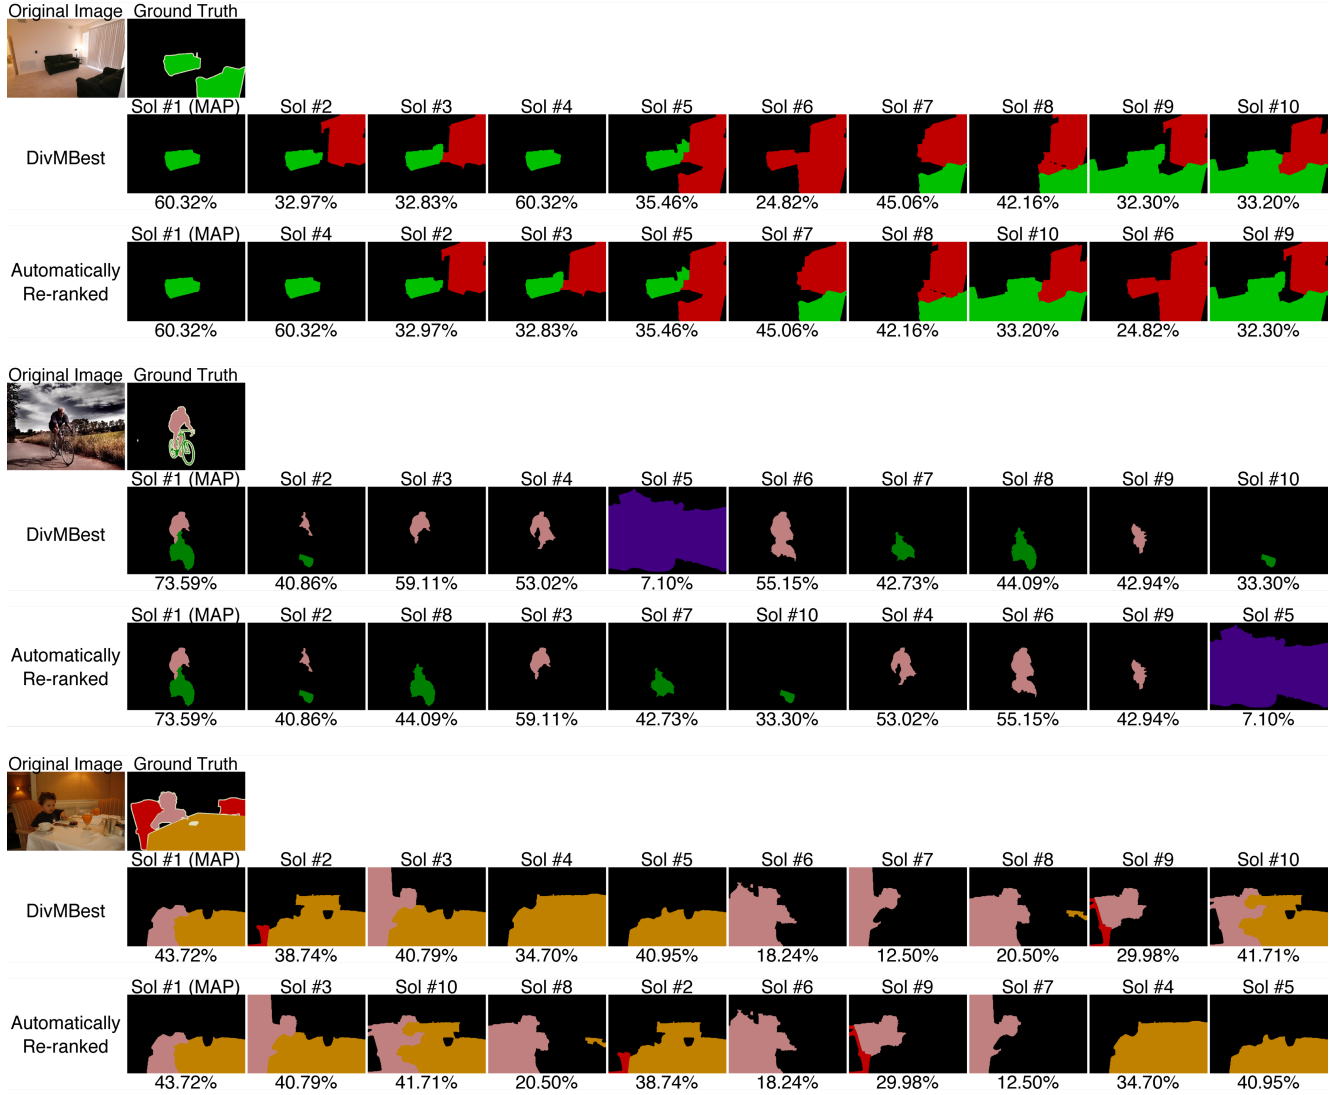 Original Image Ground Truth
Sol #1 (MAP) Sol #2 Sol #3 Sol #4 Sol #5 Sol #6 Sol #7 Sol #8 Sol #9 Sol #10
DivMBest
60.32% 32.97% 32.83% 60.32% 35.46% 24.82% 45.06% 42.16% 32.30% 33.20%
Sol #1 (MAP) Sol #4 Sol #2 Sol #3 Sol #5 Sol #7 Sol #8 Sol #10 Sol #6 Sol #9
Automatically
Re-ranked
60.32% 60.32% 32.97% 32.83% 35.46% 45.06% 42.16% 33.20% 24.82% 32.30%
Original Image Ground Truth
Sol #1 (MAP) Sol #2 Sol #3 Sol #4 Sol #5 Sol #6 Sol #7 Sol #8 Sol #9 Sol #10
DivMBest
73.59% 40.86% 59.11% 53.02% 7.10% 55.15% 42.73% 44.09% 42.94% 33.30%
Sol #1 (MAP) Sol #2 Sol #8 Sol #3 Sol #7 Sol #10 Sol #4 Sol #6 Sol #9 Sol #5
Automatically
Re-ranked
73.59% 40.86% 44.09% 59.11% 42.73% 33.30% 53.02% 55.15% 42.94% 7.10%
Original Image Ground Truth
Sol #1 (MAP) Sol #2 Sol #3 Sol #4 Sol #5 Sol #6 Sol #7 Sol #8 Sol #9 Sol #10
DivMBest
43.72% 38.74% 40.79% 34.70% 40.95% 18.24% 12.50% 20.50% 29.98% 41.71%
Sol #1 (MAP) Sol #3 Sol #10 Sol #8 Sol #2 Sol #6 Sol #9 Sol #7 Sol #4 Sol #5
Automatically
Re-ranked
43.72% 40.79% 41.71% 20.50% 38.74% 18.24% 29.98% 12.50% 34.70% 40.95%